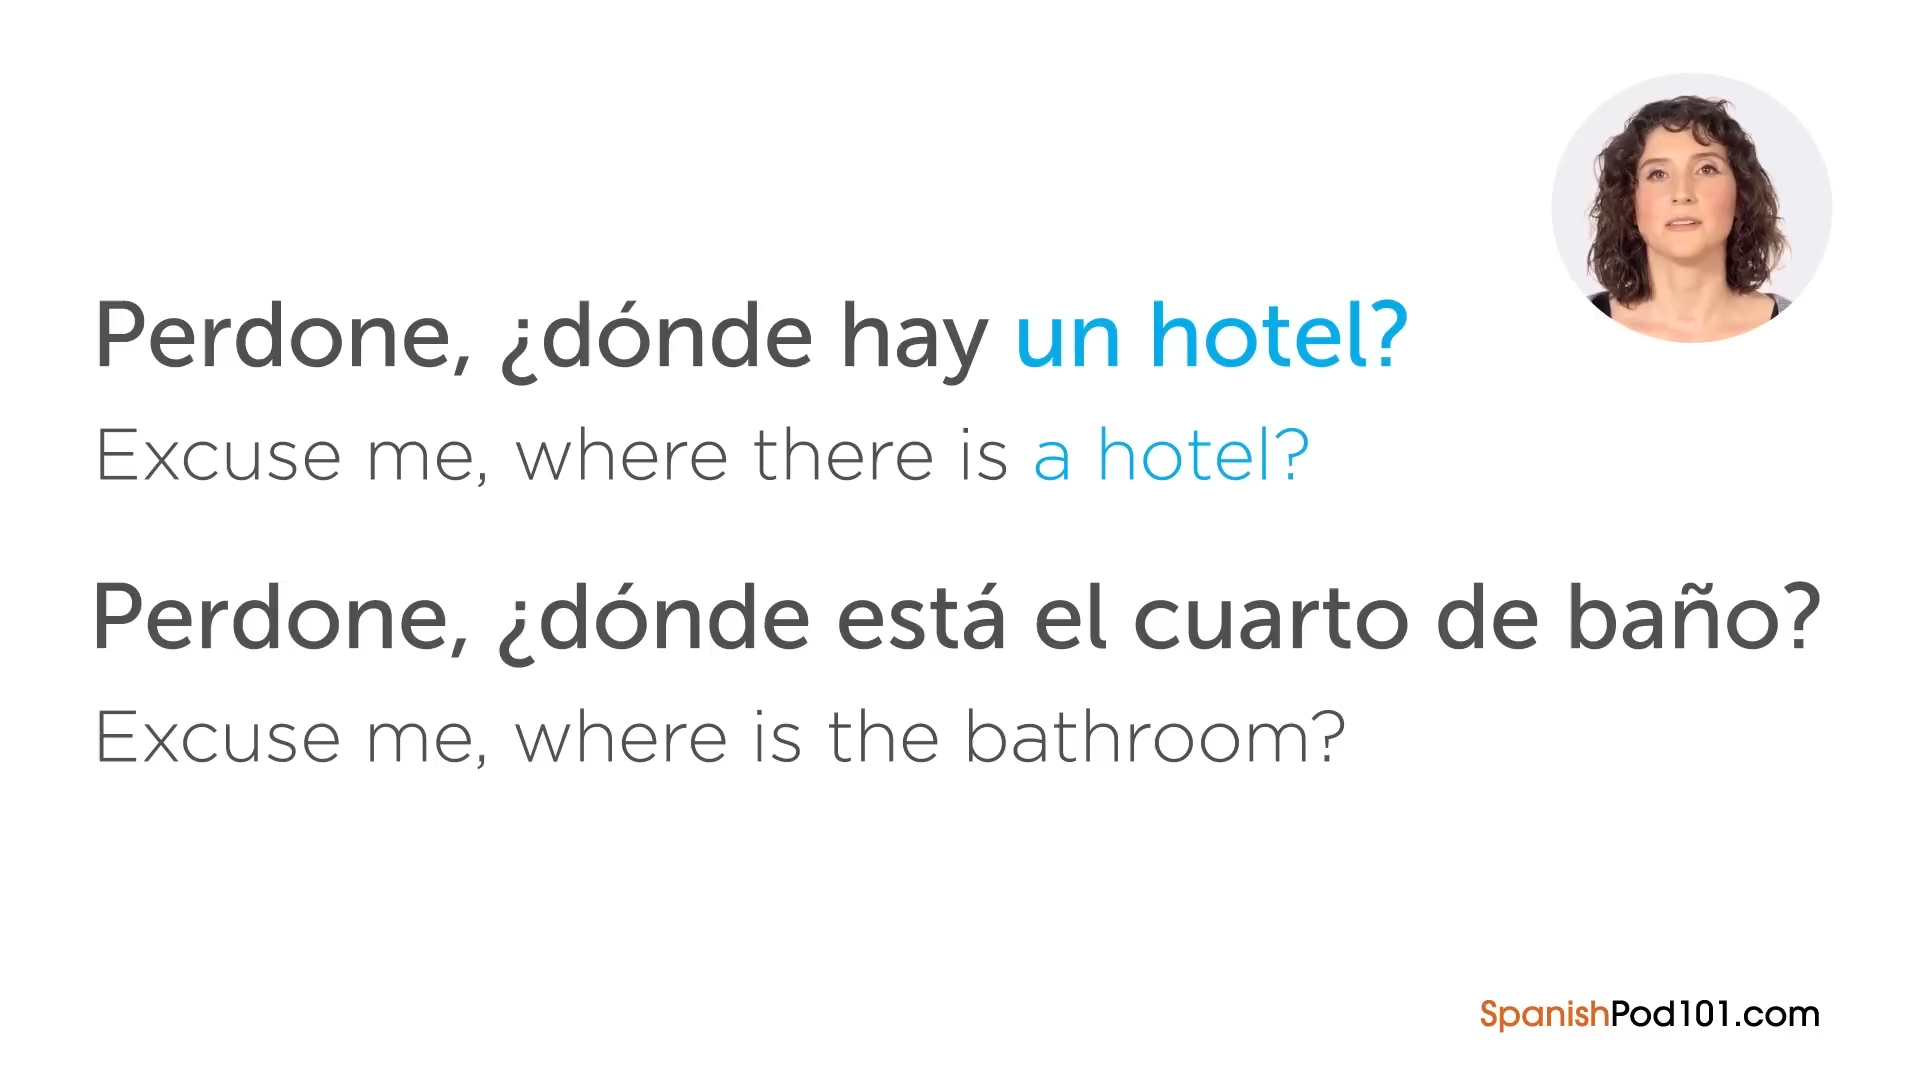 Perdone, ¿dónde hay un hotel?
Excuse me, where there is a hotel?
Perdone, ¿dónde está el cuarto de baño?
Excuse me, where is the bathroom?
SpanishPod101.com